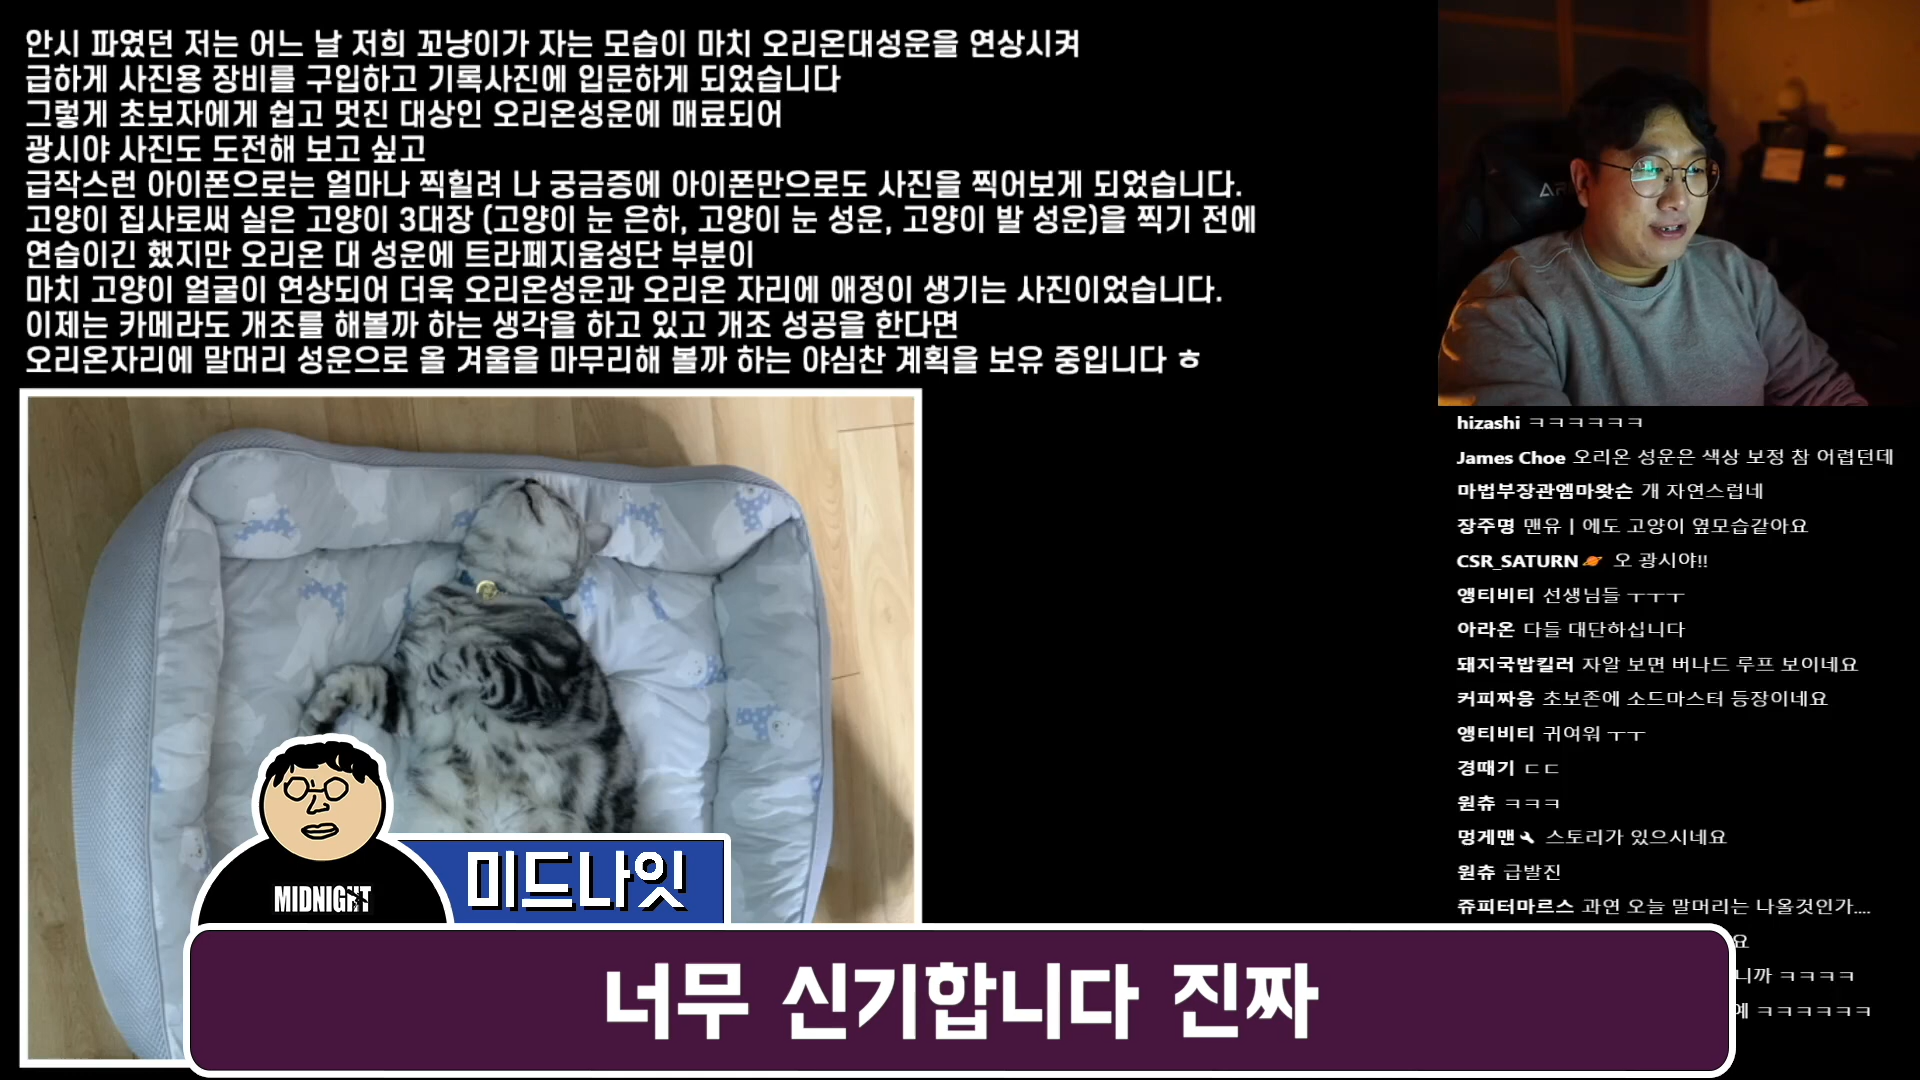 안시 파였던 저는 어느 날 저희 꼬냥이가 자는 모습이 마치 오리온대성운을 연상시켜
급하게 사진용 장비를 구입하고 기록사진에 입문하게 되었습니다
그렇게 초보자에게 쉽고 멋진 대상인 오리온성운에 매료되어
광시야 사진도 도전해 보고 싶고
급작스런 아이폰으로는 얼마나 찍힐려 나 궁금증에 아이폰만으로도 사진을 찍어보게 되었습니다.
고양이 집사로써 실은 고양이 3대장 (고양이 눈 은하, 고양이 눈 성운, 고양이 발 성운)을 찍기 전에
연습이긴 했지만 오리온 대 성운에 트라페지움성단 부분이
마치 고양이 얼굴이 연상되어 더욱 오리온성운과 오리온 자리에 애정이 생기는 사진이었습니다.
이제는 카메라도 개조를 해볼까 하는 생각을 하고 있고 개조 성공을 한다면
오리온자리에 말머리 성운으로 올 겨울을 마무리해 볼까 하는 야심찬 계획을 보유 중입니다 ㅎ
hizashi ㅋㅋㅋㅋㅋㅋ
James Choe 오리온 성운은 색상 보정 참 어렵던데
마법부장관엠마왓슨 개 자연스럽네
장주명 맨유 | 에도 고양이 옆모습같아요
CSR_SATURN🪐 오 광시야!!
앵티비티 선생님들 ㅜㅜㅜ
아라온 다들 대단하십니다
돼지국밥킬러 자알 보면 버나드 루프 보이네요
커피짜응 초보존에 소드마스터 등장이네요
앵티비티 귀여워 ㅜㅜ
경때기 ㄷㄷ
원츄 ㅋㅋㅋ
멍게맨🔧 스토리가 있으시네요
원츄 급발진
쥬피터마르스 과연 오늘 말머리는 나올것인가....
요
니까 ㅋㅋㅋㅋ
예 ㅋㅋㅋㅋㅋㅋ
MIDNIGHT
미드나잇
너무 신기합니다 진짜